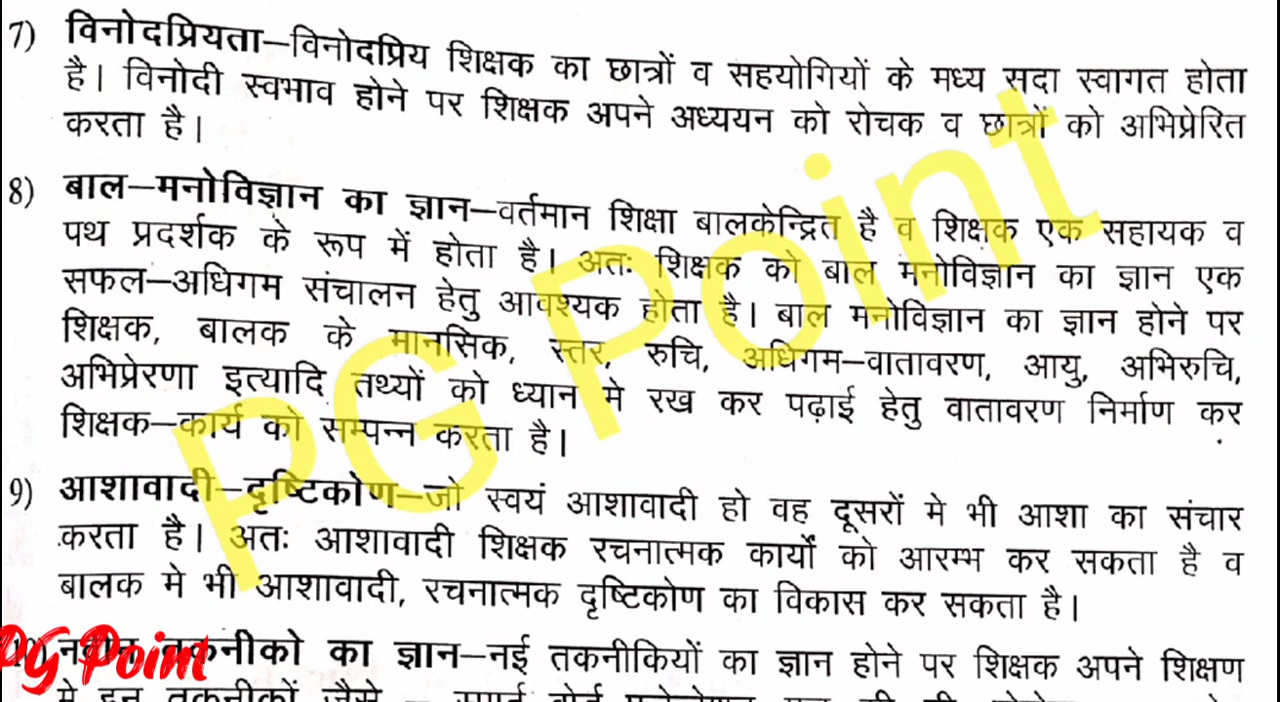 7) विनोदप्रियता–विनोदप्रिय शिक्षक का छात्रों व सहयोगियों के मध्य सदा स्वागत होता
है। विनोदी स्वभाव होने पर शिक्षक अपने अध्ययन को रोचक व छात्रों को अभिप्रेरित
करता है।
8) बाल–मनोविज्ञान का ज्ञान–वर्तमान शिक्षा बालकेन्द्रित है व शिक्षक एक सहायक व
पथ प्रदर्शक के रूप में होता है। अतः शिक्षक को बाल मनोविज्ञान का ज्ञान एक
सफल–अधिगम संचालन हेतु आवश्यक होता है। बाल मनोविज्ञान का ज्ञान होने पर
शिक्षक, बालक के मानसिक, स्तर, रुचि, अधिगम–वातावरण, आयु, अभिरुचि,
अभिप्रेरणा इत्यादि तथ्यों को ध्यान मे रख कर पढ़ाई हेतु वातावरण निर्माण कर
शिक्षक–कार्य को सम्पन्न करता है।
9) आशावादी–दृष्टिकोण–जो स्वयं आशावादी हो वह दूसरों मे भी आशा का संचार
करता है। अतः आशावादी शिक्षक रचनात्मक कार्यों को आरम्भ कर सकता है व
बालक मे भी आशावादी, रचनात्मक दृष्टिकोण का विकास कर सकता है।
10) नवीन तकनीको का ज्ञान–नई तकनीकियों का ज्ञान होने पर शिक्षक अपने शिक्षण
मे इन तकनीकों जैसे –
PG Point
PG Point